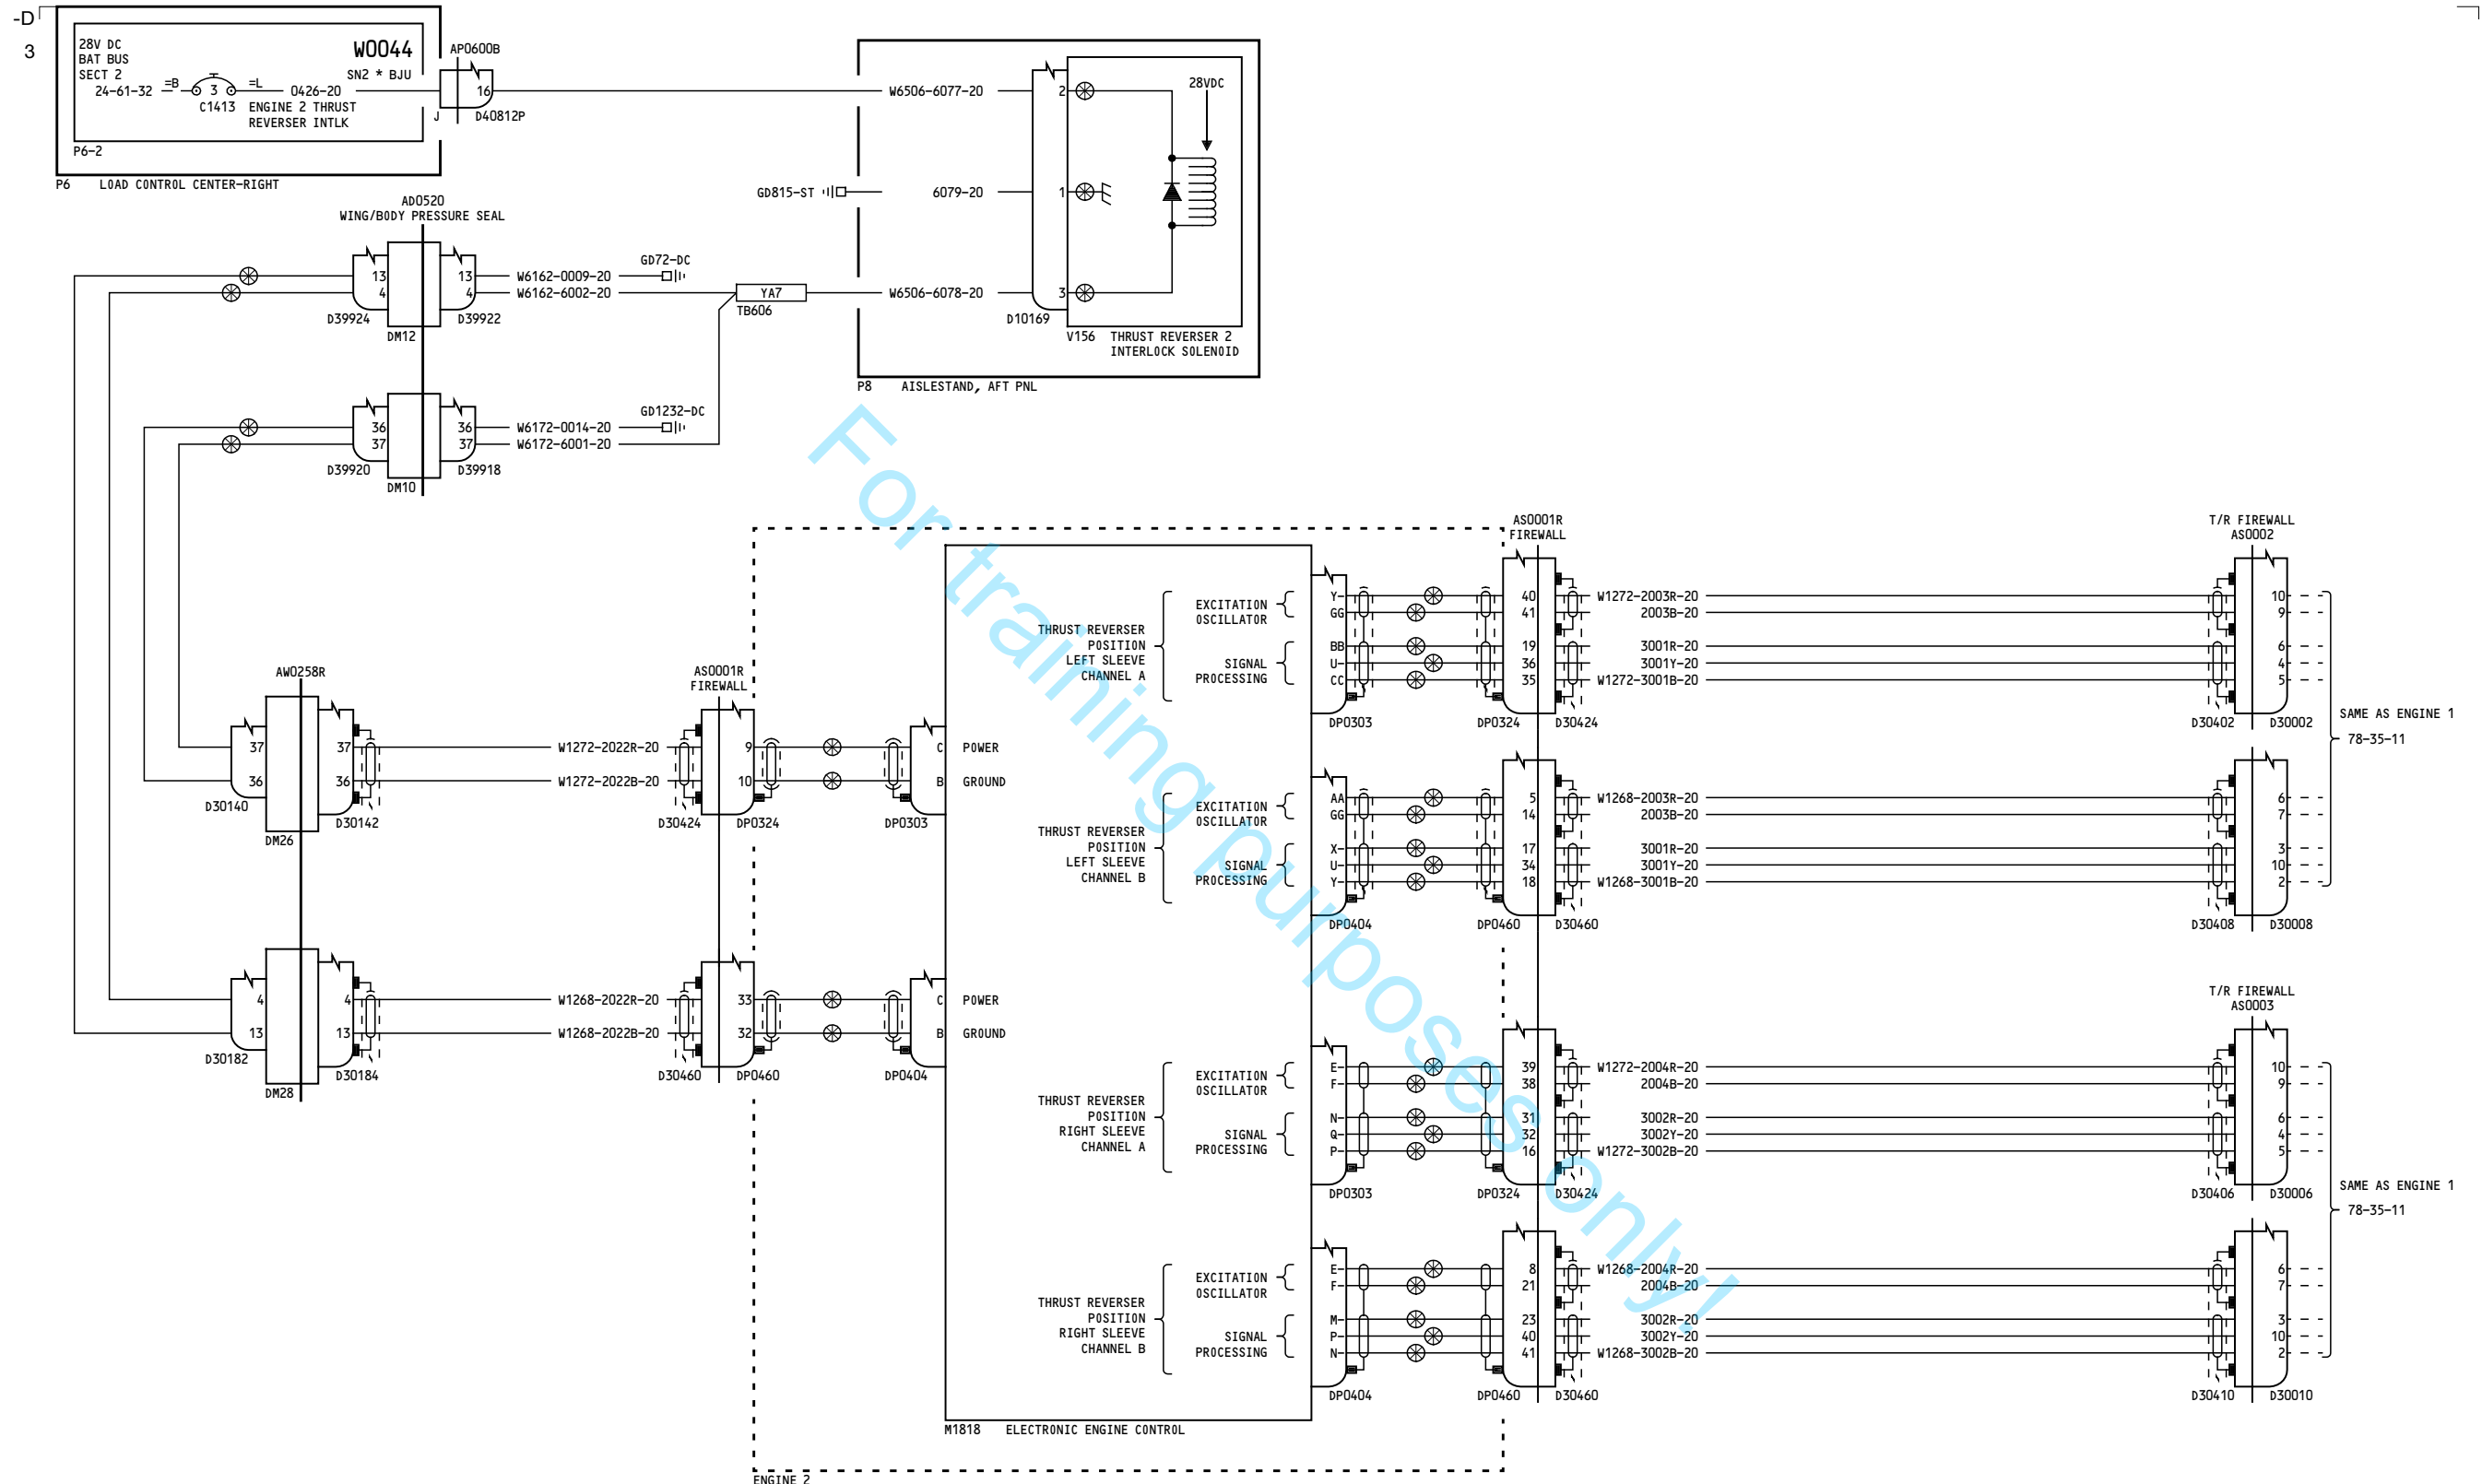 -D
3
28V DC
BAT BUS
SECT 2
24-61-32
=B
3
=L
C1413
0426-20
ENGINE 2 THRUST
REVERSER INTLK
W0044
SN2 * BJU
P6-2
P6 LOAD CONTROL CENTER-RIGHT
AP0600B
16
J
D40812P
W6506-6077-20
GD815-ST
6079-20
W6506-6078-20
2
1
3
D10169
28VDC
V156 THRUST REVERSER 2
INTERLOCK SOLENOID
P8 AISLESTAND, AFT PNL
AD0520
WING/BODY PRESSURE SEAL
13
4
13
4
D39924
D39922
DM12
W6162-0009-20
W6162-6002-20
GD72-DC
YA7
TB606
36
37
36
37
D39920
D39918
DM10
W6172-0014-20
W6172-6001-20
GD1232-DC
AW0258R
37
36
37
36
D30140
D30142
DM26
W1272-2022R-20
W1272-2022B-20
AS0001R
FIREWALL
9
10
D30424
DP0324
DP0303
C POWER
B GROUND
4
13
4
13
D30182
D30184
DM28
W1268-2022R-20
W1268-2022B-20
33
32
D30460
DP0460
DP0404
C POWER
B GROUND
THRUST REVERSER
POSITION
LEFT SLEEVE
CHANNEL A
EXCITATION
OSCILLATOR
SIGNAL
PROCESSING
Y-
GG
BB
U-
CC
DP0303
AS0001R
FIREWALL
40
41
19
36
35
DP0324
D30424
W1272-2003R-20
2003B-20
3001R-20
3001Y-20
W1272-3001B-20
T/R FIREWALL
AS0002
10
9
6
4
5
D30402
D30002
SAME AS ENGINE 1
78-35-11
THRUST REVERSER
POSITION
LEFT SLEEVE
CHANNEL B
EXCITATION
OSCILLATOR
SIGNAL
PROCESSING
AA
GG
X-
U-
Y-
DP0404
5
14
17
34
18
DP0460
D30460
W1268-2003R-20
2003B-20
3001R-20
3001Y-20
W1268-3001B-20
6
7
3
10
2
D30408
D30008
THRUST REVERSER
POSITION
RIGHT SLEEVE
CHANNEL A
EXCITATION
OSCILLATOR
SIGNAL
PROCESSING
E-
F-
N-
Q-
P-
DP0303
39
38
31
32
16
DP0324
D30424
W1272-2004R-20
2004B-20
3002R-20
3002Y-20
W1272-3002B-20
T/R FIREWALL
AS0003
10
9
6
4
5
D30406
D30006
SAME AS ENGINE 1
78-35-11
THRUST REVERSER
POSITION
RIGHT SLEEVE
CHANNEL B
EXCITATION
OSCILLATOR
SIGNAL
PROCESSING
E-
F-
M-
P-
N-
DP0404
8
21
23
40
41
DP0460
D30460
W1268-2004R-20
2004B-20
3002R-20
3002Y-20
W1268-3002B-20
6
7
3
10
2
D30410
D30010
M1818 ELECTRONIC ENGINE CONTROL
ENGINE 2
For training purposes only!